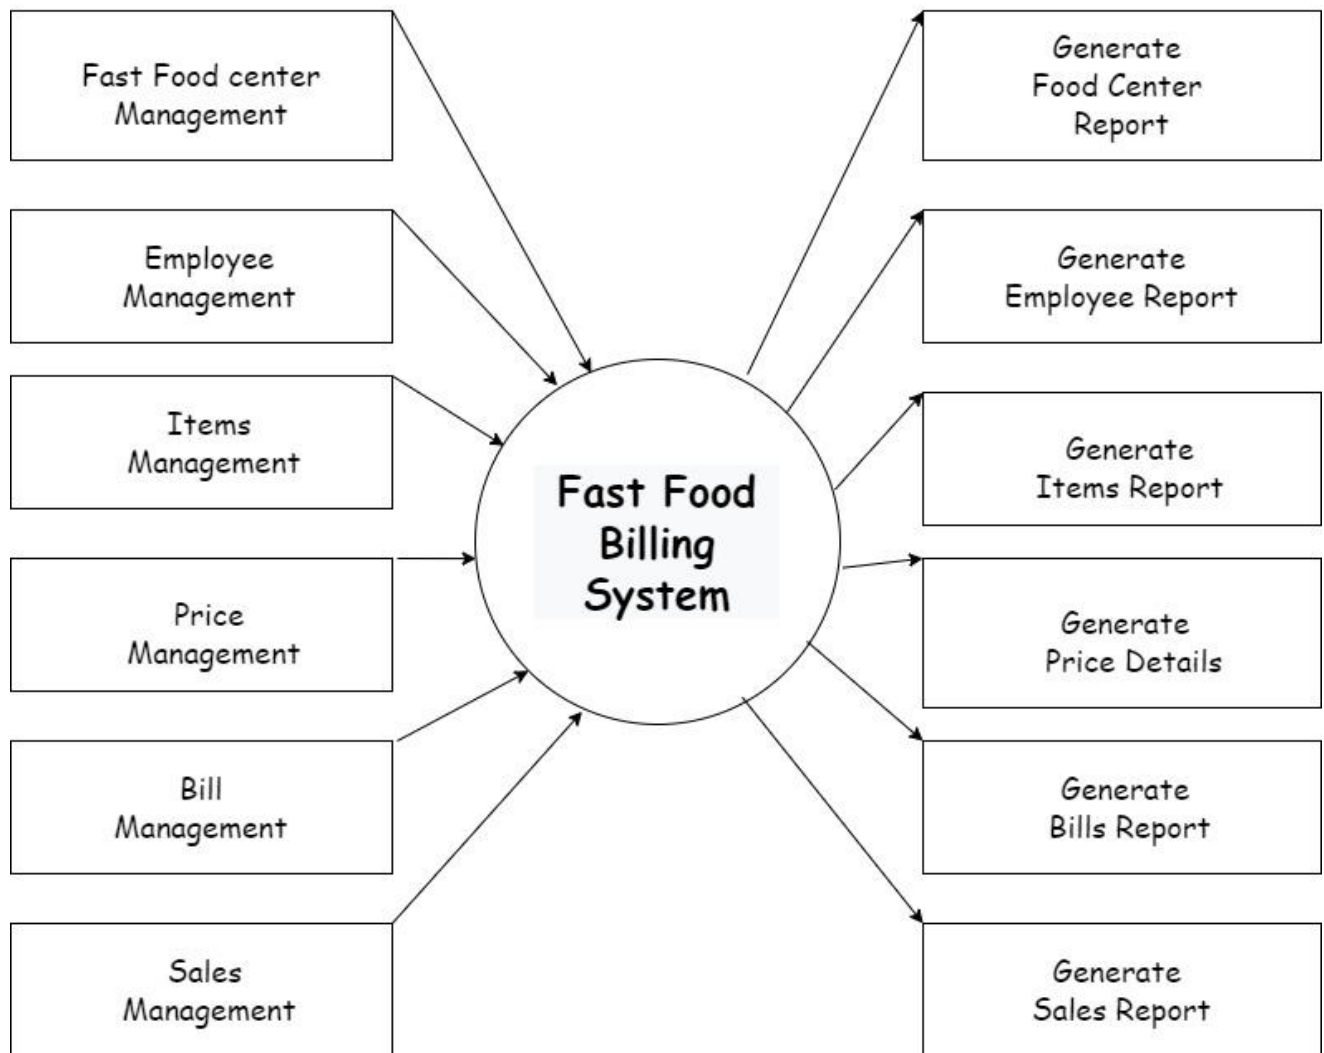 Fast Food center
Management
Employee
Management
Items
Management
Price
Management
Bill
Management
Sales
Management
Fast Food
Billing
System
Generate
Food Center
Report
Generate
Employee Report
Generate
Items Report
Generate
Price Details
Generate
Bills Report
Generate
Sales Report